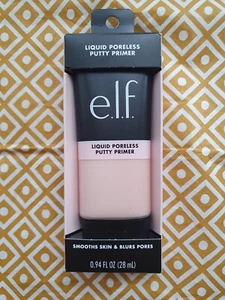 LIQUID PORELESS
PUTTY PRIMER
e.l.f.
LIQUID PORELESS
PUTTY PRIMER
SMOOTHS SKIN & BLURS PORES
0.94 FL OZ (28 mL)